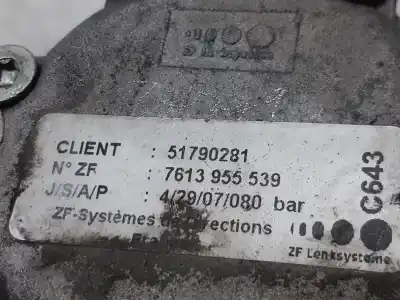 CLIENT : 51790281
N° ZF : 7613 955 539
J/S/A/P : 4/29/07/080 bar
ZF-Systèmes de Directions
ZF Lenksysteme
C643